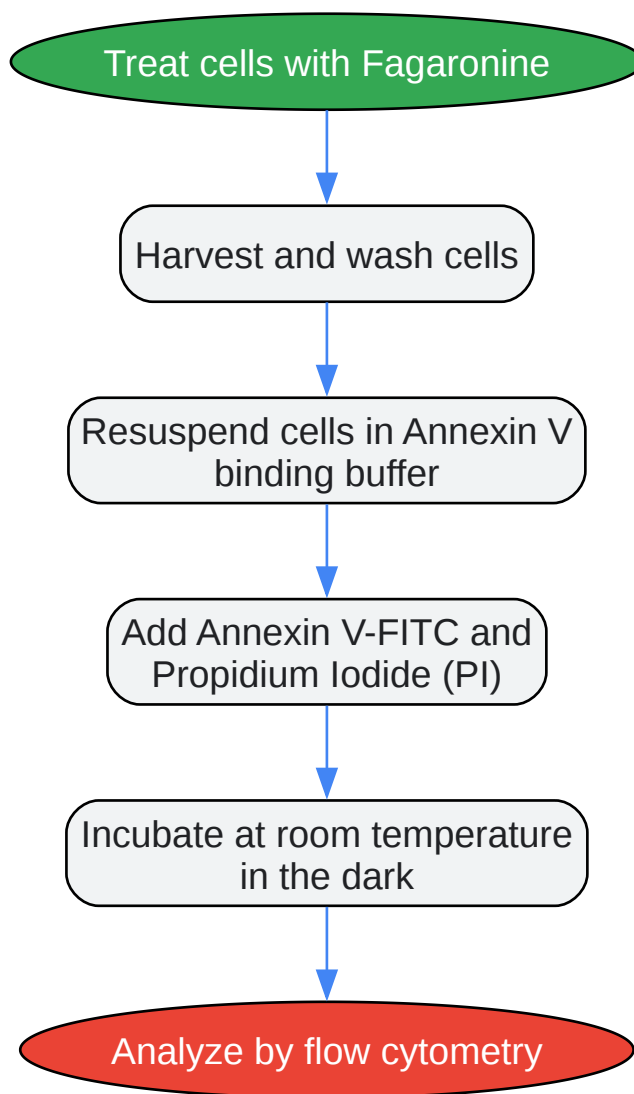 Treat cells with Fagaronine
Harvest and wash cells
Resuspend cells in Annexin V
binding buffer
Add Annexin V-FITC and
Propidium Iodide (PI)
Incubate at room temperature
in the dark
Analyze by flow cytometry